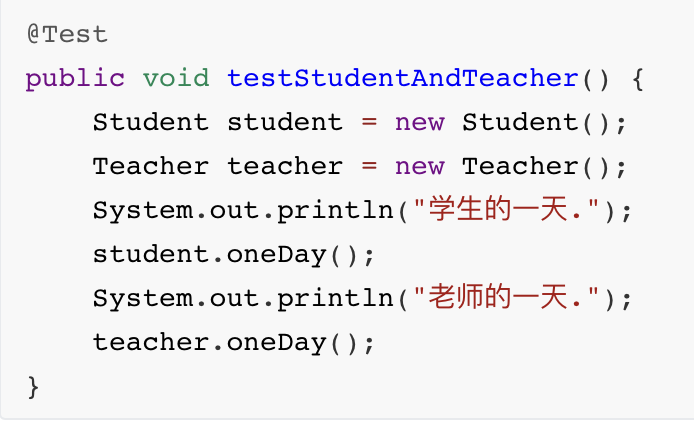 @Test
public void testStudentAndTeacher() {
    Student student = new Student();
    Teacher teacher = new Teacher();
    System.out.println("学生的一天.");
    student.oneDay();
    System.out.println("老师的一天.");
    teacher.oneDay();
}